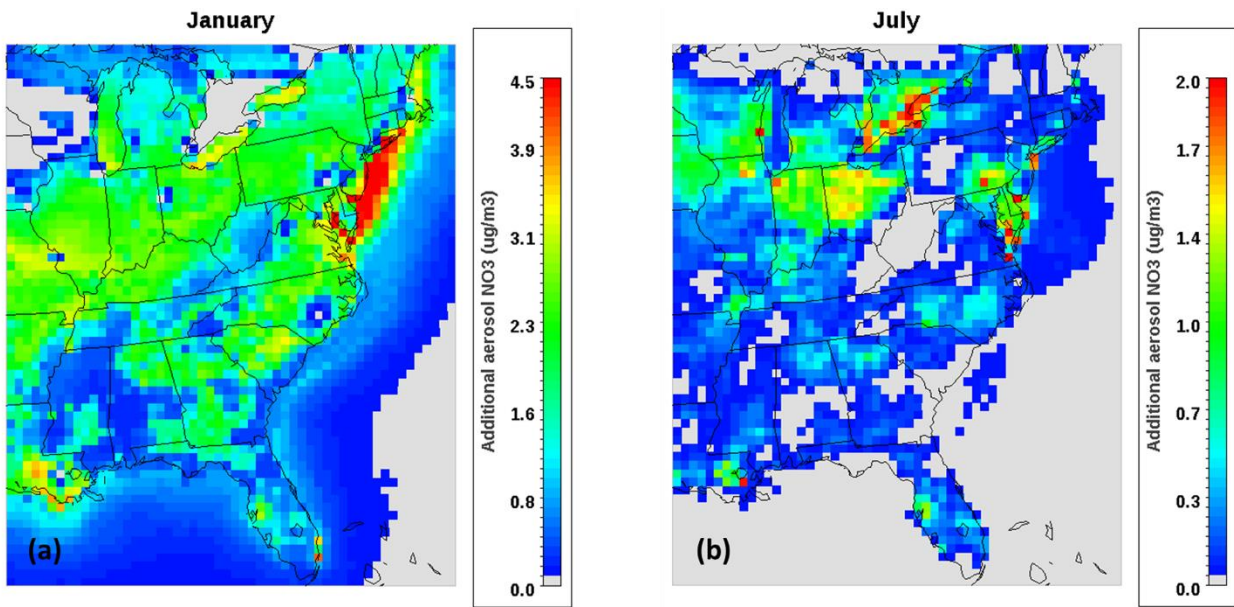 January
4.5
3.9
3.1
2.3
1.6
0.8
0.0
Additional aerosol NO3 (ug/m3)
(a)
July
2.0
1.7
1.4
1.0
0.7
0.3
0.0
Additional aerosol NO3 (ug/m3)
(b)